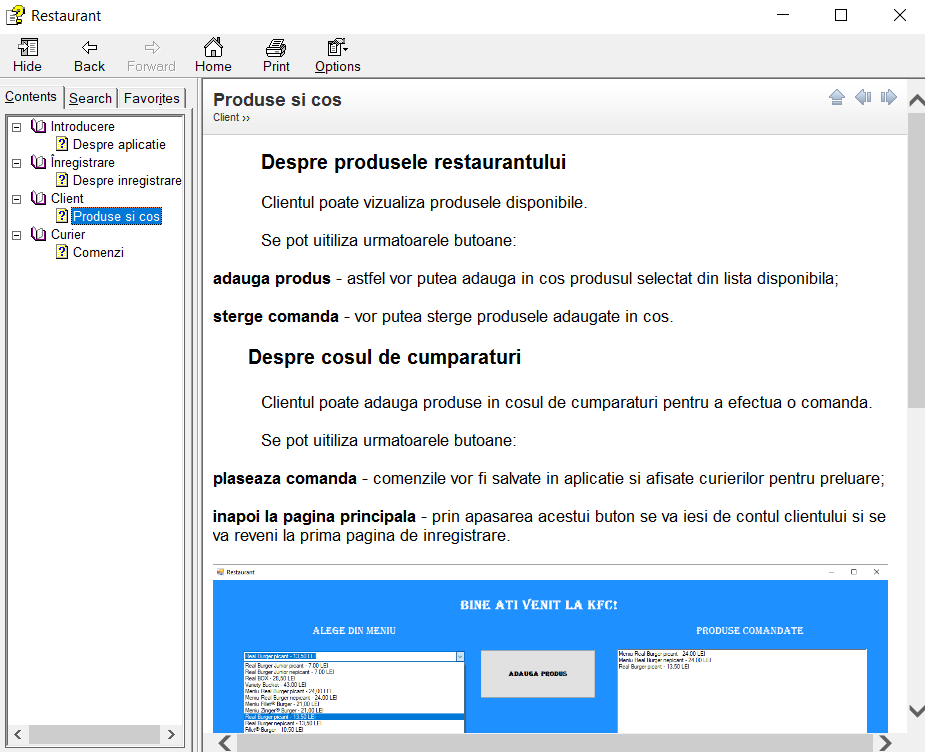 Restaurant
Hide Back Forward Home Print Options
Contents Search Favorites
Introducere
Despre aplicatie
Înregistrare
Despre inregistrare
Client
Produse si cos
Curier
Comenzi
Produse si cos
Client ››
Despre produsele restaurantului
Clientul poate vizualiza produsele disponibile.
Se pot uitiliza urmatoarele butoane:
adauga produs - astfel vor putea adauga in cos produsul selectat din lista disponibila;
sterge comanda - vor putea sterge produsele adaugate in cos.
Despre cosul de cumparaturi
Clientul poate adauga produse in cosul de cumparaturi pentru a efectua o comanda.
Se pot uitiliza urmatoarele butoane:
plaseaza comanda - comenzile vor fi salvate in aplicatie si afisate curierilor pentru preluare;
inapoi la pagina principala - prin apasarea acestui buton se va iesi de contul clientului si se
va reveni la prima pagina de inregistrare.
Restaurant
BINE ATI VENIT LA KFC!
ALEGE DIN MENIU
Real Burger picant - 13.50 LEI
Real Burger Junior picant - 7.00 LEI
Real Burger Junior nepicant - 7.00 LEI
Real BOX - 26,50 LEI
Variety Bucket - 43.00 LEI
Meniu Real Burger picant - 24,00 LEI
Meniu Real Burger nepicant - 24.00 LEI
Meniu Fillet® Burger - 21,00 LEI
Meniu Zinger® Burger - 21,00 LEI
Real Burger picant - 13.50 LEI
Real Burger nepicant - 13,50 LEI
Fillet® Burger - 10.50 LEI
ADAUGA PRODUS
PRODUSE COMANDATE
Meniu Real Burger picant - 24,00 LEI
Meniu Real Burger nepicant - 24.00 LEI
Real Burger picant - 13.50 LEI